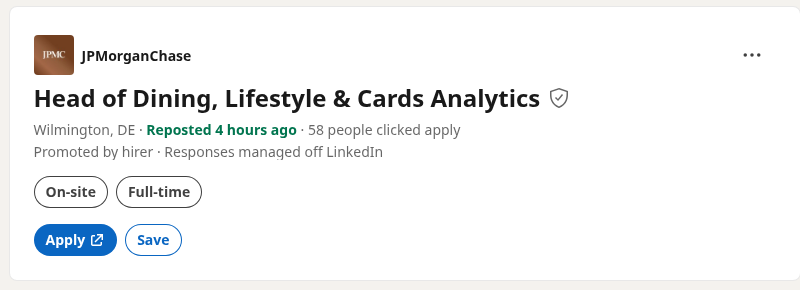 JPMC
JPMorganChase
Head of Dining, Lifestyle & Cards Analytics
Wilmington, DE · Reposted 4 hours ago · 58 people clicked apply
Promoted by hirer · Responses managed off LinkedIn
On-site
Full-time
Apply
Save